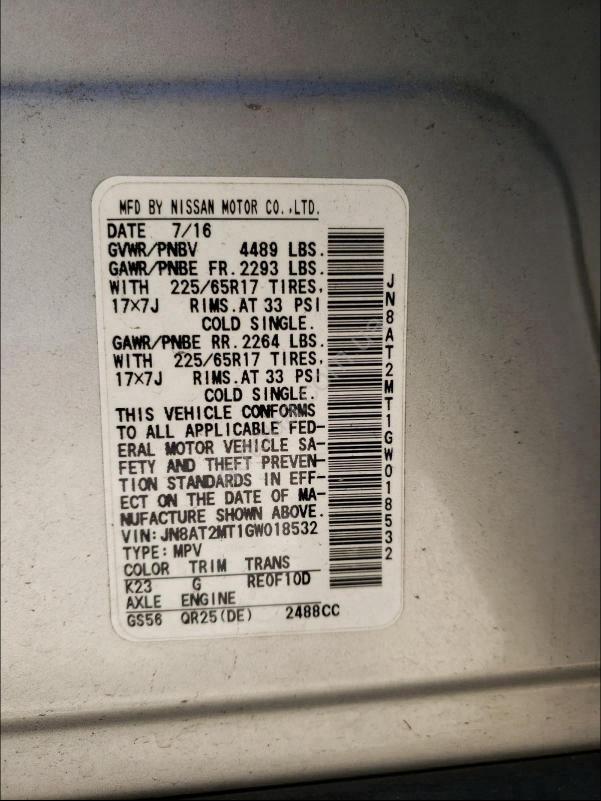 MFD BY NISSAN MOTOR CO.,LTD.
DATE 7/16
GVWR/PNBV 4489 LBS.
GAWR/PNBE FR. 2293 LBS.
WITH 225/65R17 TIRES,
17×7J RIMS.AT 33 PSI
COLD SINGLE.
GAWR/PNBE RR. 2264 LBS.
WITH 225/65R17 TIRES,
17×7J RIMS.AT 33 PSI
COLD SINGLE.
THIS VEHICLE CONFORMS
TO ALL APPLICABLE FED-
ERAL MOTOR VEHICLE SA-
FETY AND THEFT PREVEN-
TION STANDARDS IN EFF-
ECT ON THE DATE OF MA-
NUFACTURE SHOWN ABOVE.
VIN: JN8AT2MT1GW018532
TYPE: MPV
COLOR TRIM TRANS
K23 G RE0F10D
AXLE ENGINE
GS56 QR25(DE) 2488CC
JN8AT2MT1GW018532